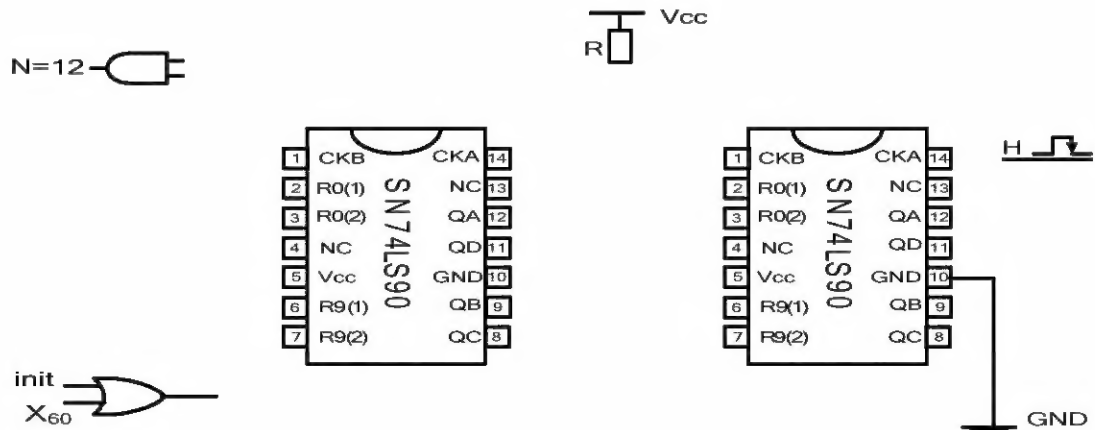 Vcc
R
N=12
1 CKB CKA 14
2 R0(1) NC 13
3 R0(2) QA 12
4 NC QD 11
5 Vcc GND 10
6 R9(1) QB 9
7 R9(2) QC 8
SN74LS90
1 CKB CKA 14
2 R0(1) NC 13
3 R0(2) QA 12
4 NC QD 11
5 Vcc GND 10
6 R9(1) QB 9
7 R9(2) QC 8
SN74LS90
H
init
X60
GND